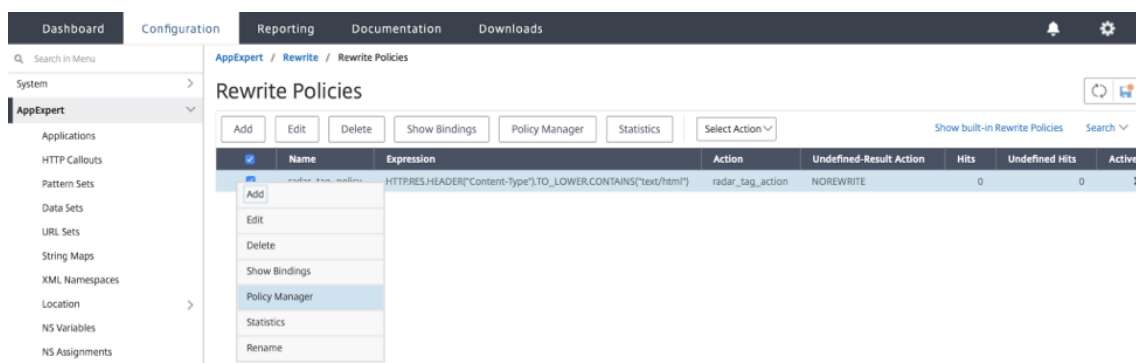 Dashboard Configuration Reporting Documentation Downloads
Search in Menu
System
AppExpert
Applications
HTTP Callouts
Pattern Sets
Data Sets
URL Sets
String Maps
XML Namespaces
Location
NS Variables
NS Assignments
AppExpert / Rewrite / Rewrite Policies
Rewrite Policies
Add Edit Delete Show Bindings Policy Manager Statistics Select Action Show built-in Rewrite Policies Search
Name Expression Action Undefined-Result Action Hits Undefined Hits Active
radar_tag_policy HTTP.RES.HEADER("Content-Type").TO_LOWER.CONTAINS("text/html") radar_tag_action NOREWRITE 0 0
Add
Edit
Delete
Show Bindings
Policy Manager
Statistics
Rename